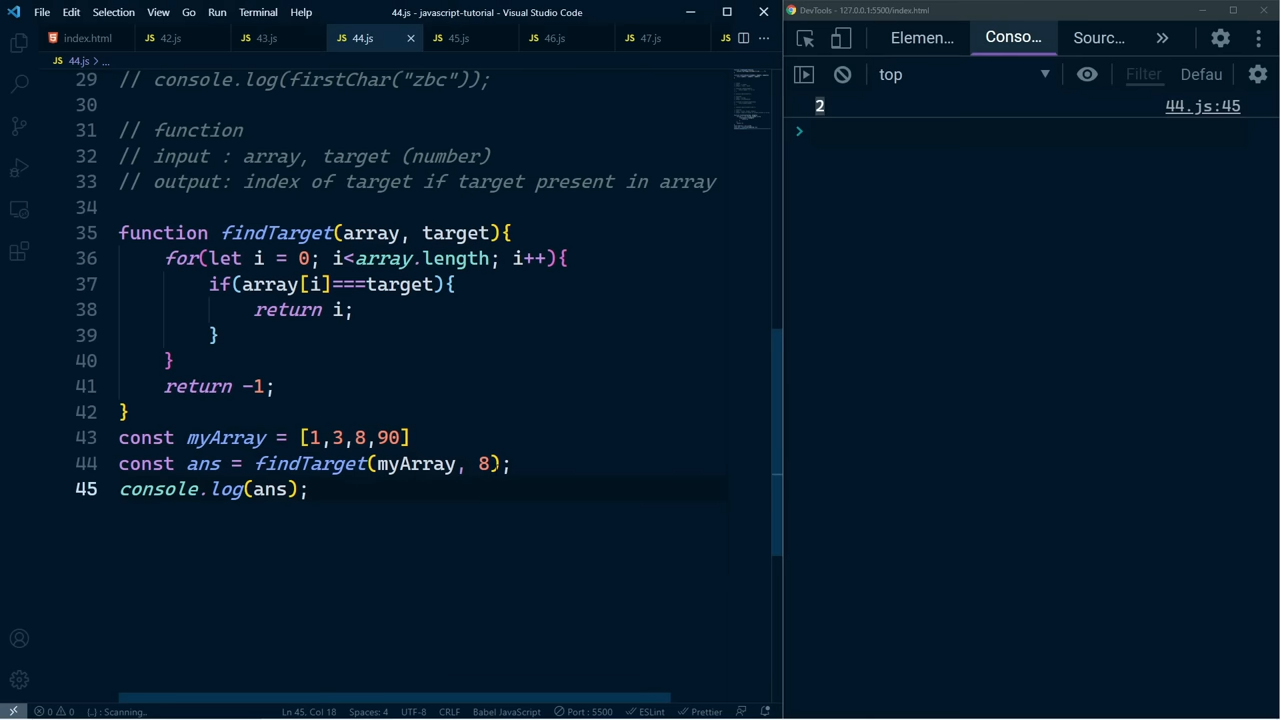 File Edit Selection View Go Run Terminal Help 44.js - javascript-tutorial - Visual Studio Code
index.html JS 42.js JS 43.js JS 44.js JS 45.js JS 46.js JS 47.js JS
JS 44.js > ...
29 // console.log(firstChar("zbc"));
30
31 // function
32 // input : array, target (number)
33 // output: index of target if target present in array
34
35 function findTarget(array, target){
36 for(let i = 0; i<array.length; i++){
37 if(array[i]===target){
38 return i;
39 }
40 }
41 return -1;
42 }
43 const myArray = [1,3,8,90]
44 const ans = findTarget(myArray, 8);
45 console.log(ans);
0 0 {..} : Scanning.. Ln 45, Col 18 Spaces: 4 UTF-8 CRLF Babel JavaScript Port : 5500 ESLint Prettier
DevTools - 127.0.0.1:5500/index.html
Elemen... Conso... Sourc...
top Filter Defau
2 44.js:45
>